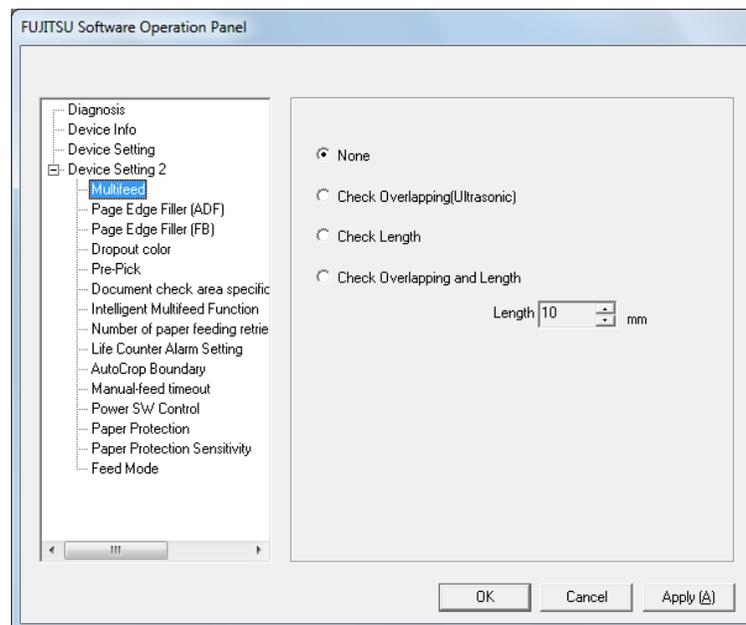 FUJITSU Software Operation Panel
Diagnosis
Device Info
Device Setting
Device Setting 2
Multifeed
Page Edge Filler (ADF)
Page Edge Filler (FB)
Dropout color
Pre-Pick
Document check area specific
Intelligent Multifeed Function
Number of paper feeding retrie
Life Counter Alarm Setting
AutoCrop Boundary
Manual-feed timeout
Power SW Control
Paper Protection
Paper Protection Sensitivity
Feed Mode
None
Check Overlapping(Ultrasonic)
Check Length
Check Overlapping and Length
Length 10 mm
OK Cancel Apply (A)